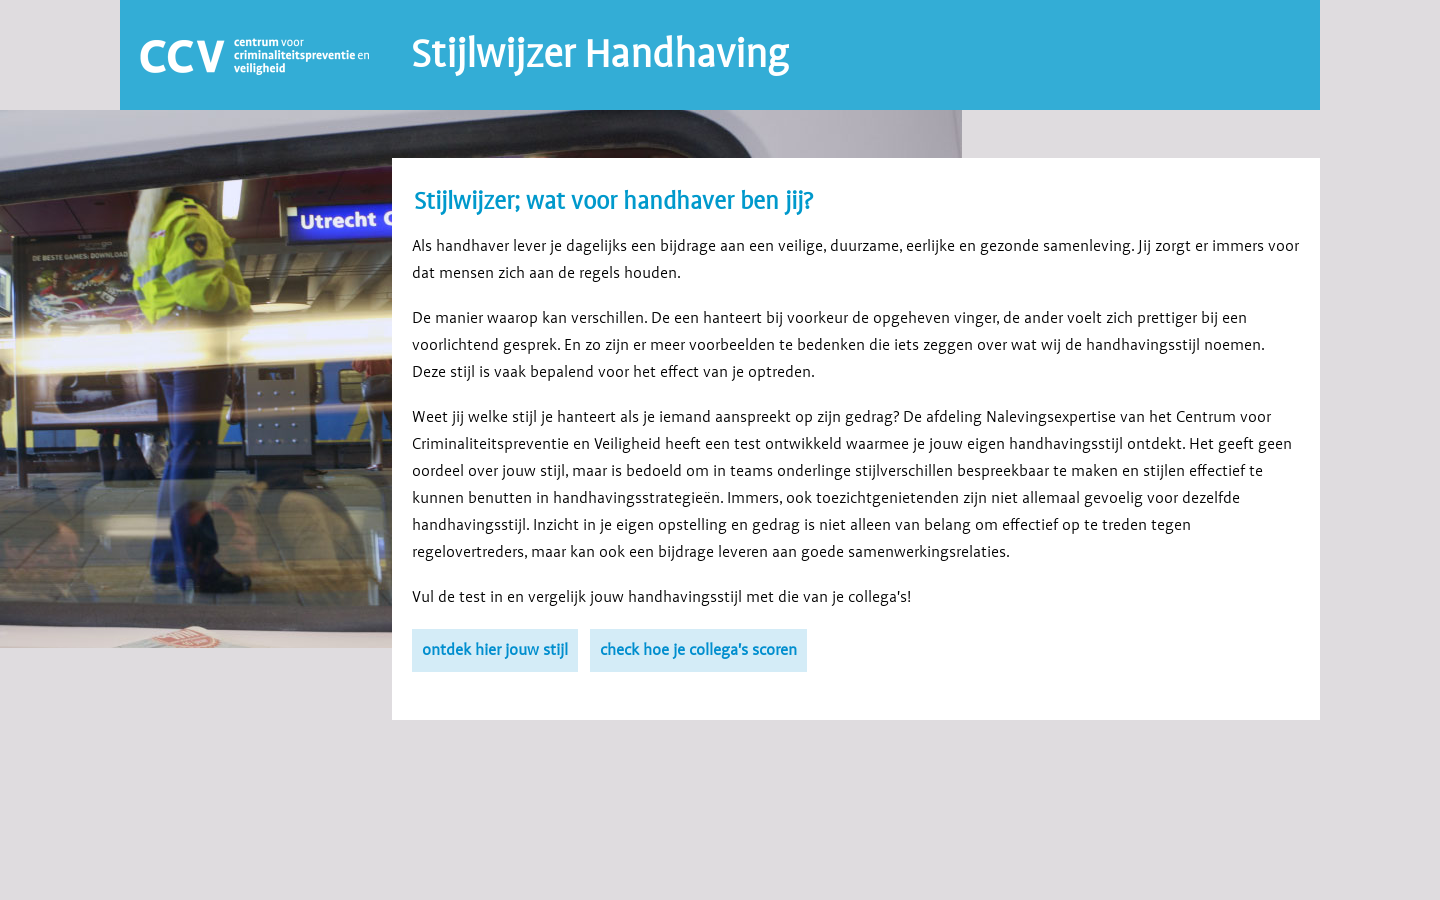 CCV
centrum voor
criminaliteitspreventie en
veiligheid
Stijlwijzer Handhaving
Utrecht C
DE BESTE GAMES: DOWNLOAD
Stijlwijzer; wat voor handhaver ben jij?
Als handhaver lever je dagelijks een bijdrage aan een veilige, duurzame, eerlijke en gezonde samenleving. Jij zorgt er immers voor
dat mensen zich aan de regels houden.
De manier waarop kan verschillen. De een hanteert bij voorkeur de opgeheven vinger, de ander voelt zich prettiger bij een
voorlichtend gesprek. En zo zijn er meer voorbeelden te bedenken die iets zeggen over wat wij de handhavingsstijl noemen.
Deze stijl is vaak bepalend voor het effect van je optreden.
Weet jij welke stijl je hanteert als je iemand aanspreekt op zijn gedrag? De afdeling Nalevingsexpertise van het Centrum voor
Criminaliteitspreventie en Veiligheid heeft een test ontwikkeld waarmee je jouw eigen handhavingsstijl ontdekt. Het geeft geen
oordeel over jouw stijl, maar is bedoeld om in teams onderlinge stijlverschillen bespreekbaar te maken en stijlen effectief te
kunnen benutten in handhavingsstrategieën. Immers, ook toezichtgenietenden zijn niet allemaal gevoelig voor dezelfde
handhavingsstijl. Inzicht in je eigen opstelling en gedrag is niet alleen van belang om effectief op te treden tegen
regelovertreders, maar kan ook een bijdrage leveren aan goede samenwerkingsrelaties.
Vul de test in en vergelijk jouw handhavingsstijl met die van je collega's!
ontdek hier jouw stijl
check hoe je collega's scoren